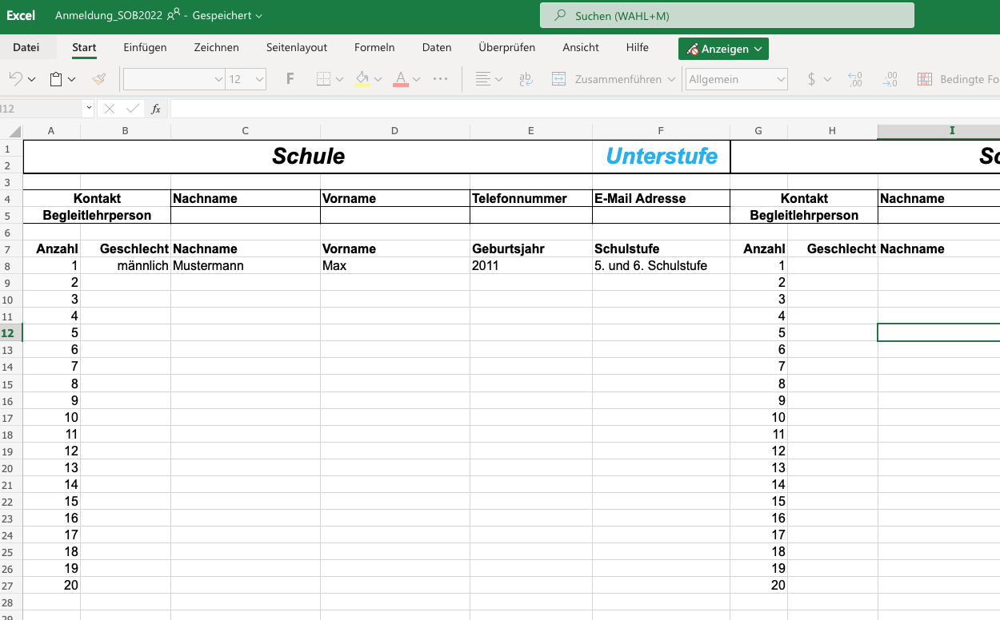 Excel Anmeldung_SOB2022 - Gespeichert Suchen (WAHL+M)
Datei Start Einfügen Zeichnen Seitenlayout Formeln Daten Überprüfen Ansicht Hilfe Anzeigen
12 F A ab Zusammenführen Allgemein $ Bedingte Fo
I12 fx
A B C D E F G H I
1 Schule Unterstufe
2
3
4 Kontakt Nachname Vorname Telefonnummer E-Mail Adresse Kontakt Nachname
5 Begleitlehrperson Begleitlehrperson
6
7 Anzahl Geschlecht Nachname Vorname Geburtsjahr Schulstufe Anzahl Geschlecht Nachname
8 1 männlich Mustermann Max 2011 5. und 6. Schulstufe 1
9 2 2
10 3 3
11 4 4
12 5 5
13 6 6
14 7 7
15 8 8
16 9 9
17 10 10
18 11 11
19 12 12
20 13 13
21 14 14
22 15 15
23 16 16
24 17 17
25 18 18
26 19 19
27 20 20
28
29